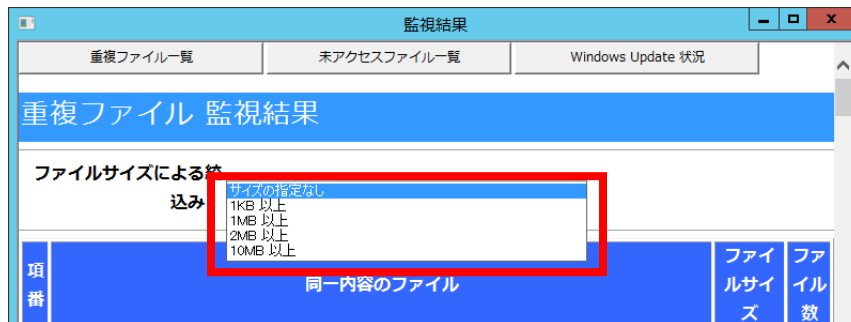 監視結果
重複ファイル一覧
未アクセスファイル一覧
Windows Update 状況
重複ファイル 監視結果
ファイルサイズによる絞
込み
サイズの指定なし
1KB 以上
1MB 以上
2MB 以上
10MB 以上
項
番
同一内容のファイル
ファイ
ルサイ
ズ
ファ
イル
数